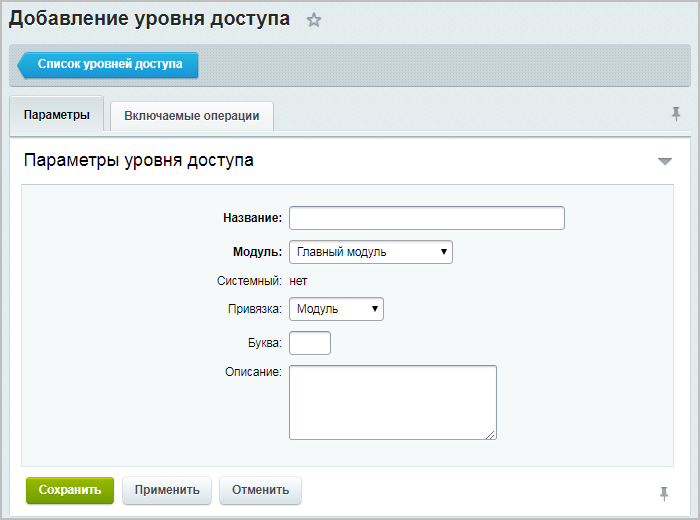 Добавление уровня доступа
Список уровней доступа
Параметры
Включаемые операции
Параметры уровня доступа
Название:
Модуль: Главный модуль
Системный: нет
Привязка: Модуль
Буква:
Описание:
Сохранить Применить Отменить